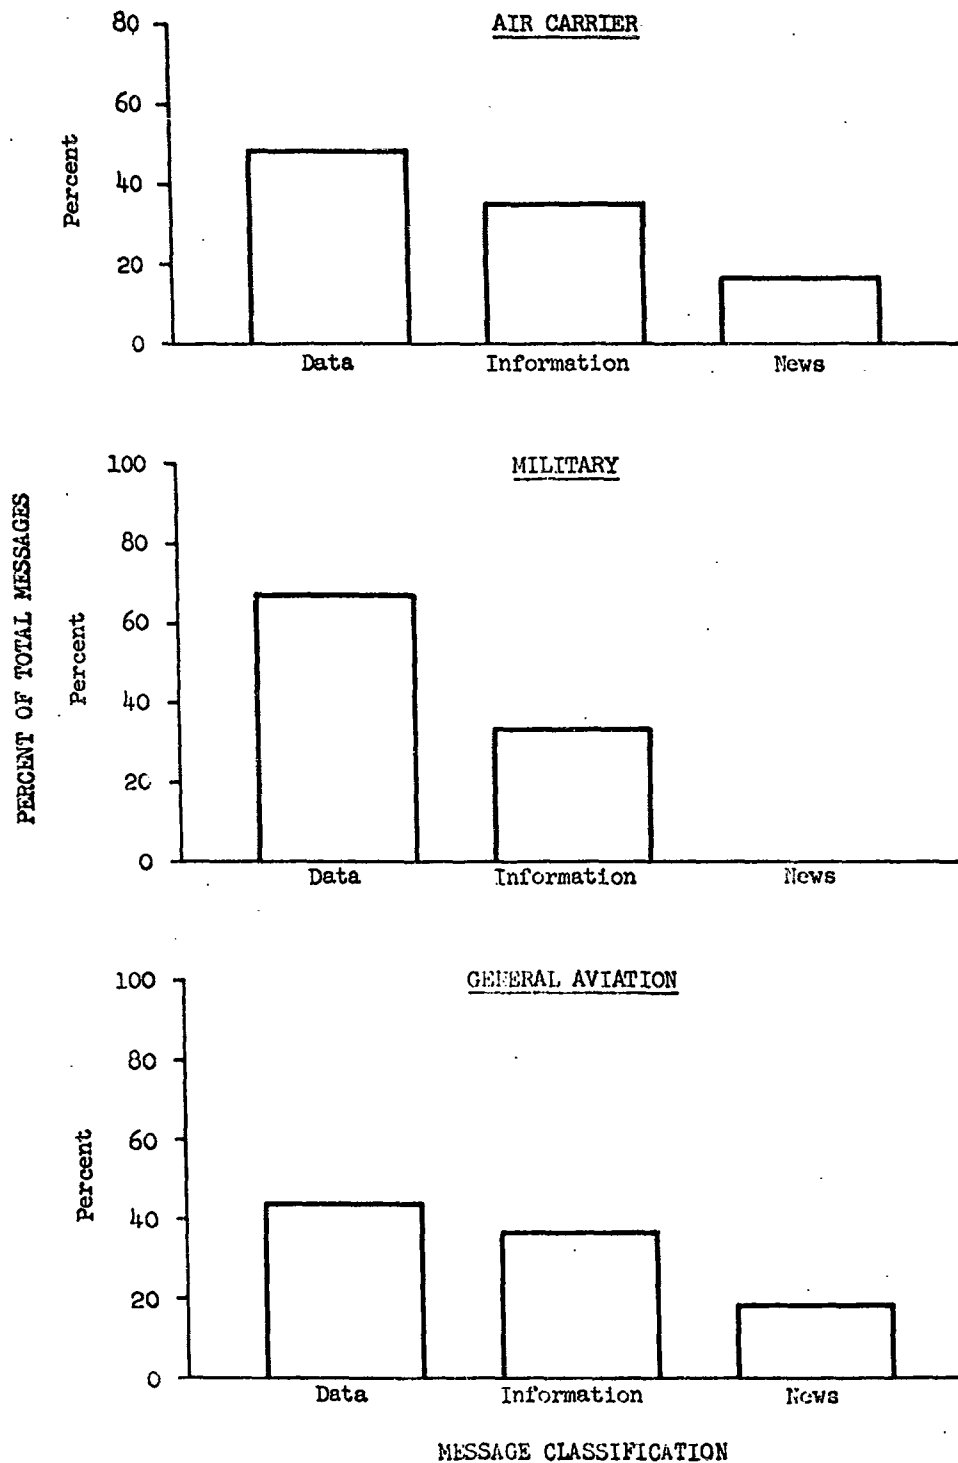 AIR CARRIER
80
60
40
20
0
Percent
Data Information News
PERCENT OF TOTAL MESSAGES
MILITARY
100
80
60
40
20
0
Percent
Data Information News
GENERAL AVIATION
100
80
60
40
20
0
Percent
Data Information News
MESSAGE CLASSIFICATION